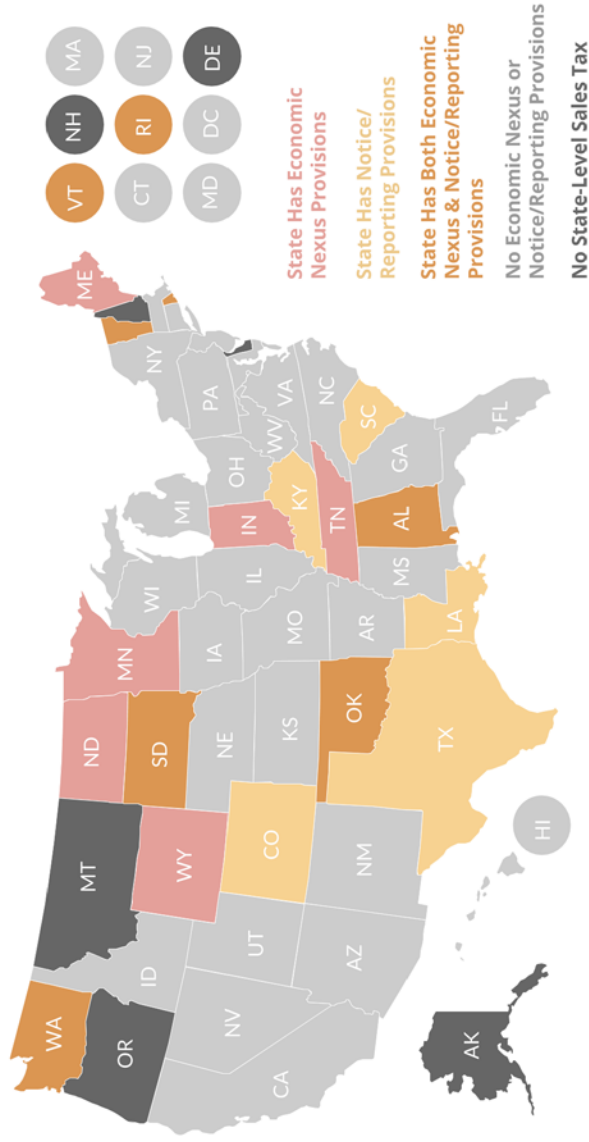 WA
OR
CA
NV
ID
MT
WY
UT
AZ
CO
NM
ND
SD
NE
KS
OK
TX
MN
IA
MO
AR
LA
WI
IL
MS
MI
IN
KY
TN
AL
OH
WV
GA
FL
SC
NC
VA
PA
NY
ME
AK
HI
VT
NH
MA
CT
RI
NJ
MD
DC
DE
State Has Economic
Nexus Provisions
State Has Notice/
Reporting Provisions
State Has Both Economic
Nexus & Notice/Reporting
Provisions
No Economic Nexus or
Notice/Reporting Provisions
No State-Level Sales Tax